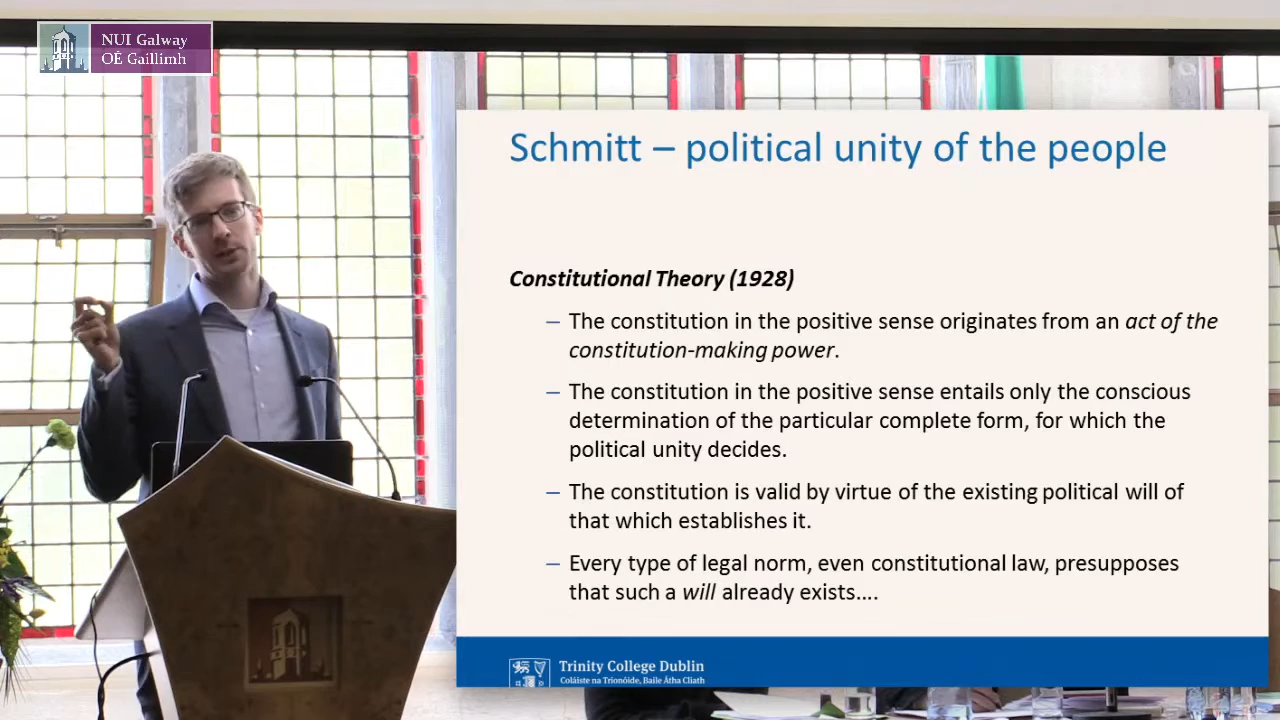 NUI Galway
OÉ Gaillimh
Schmitt – political unity of the people
Constitutional Theory (1928)
– The constitution in the positive sense originates from an act of the
constitution-making power.
– The constitution in the positive sense entails only the conscious
determination of the particular complete form, for which the
political unity decides.
– The constitution is valid by virtue of the existing political will of
that which establishes it.
– Every type of legal norm, even constitutional law, presupposes
that such a will already exists….
Trinity College Dublin
Coláiste na Tríonóide, Baile Átha Cliath